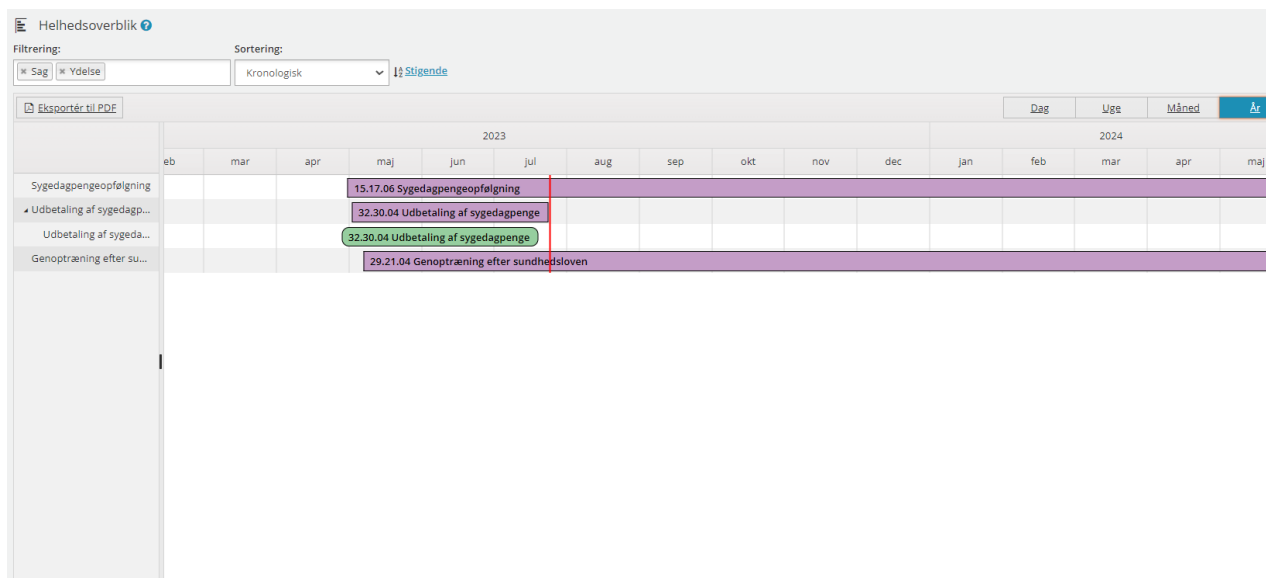 Helhedsoverblik ?
Filtrering: Sortering:
× Sag × Ydelse Kronologisk Stigende
Eksportér til PDF Dag Uge Måned År
2023 2024
eb mar apr maj jun jul aug sep okt nov dec jan feb mar apr maj
Sygedagpengeopfølgning 15.17.06 Sygedagpengeopfølgning
Udbetaling af sygedagp... 32.30.04 Udbetaling af sygedagpenge
Udbetaling af sygeda... 32.30.04 Udbetaling af sygedagpenge
Genoptræning efter su... 29.21.04 Genoptræning efter sundhedsloven